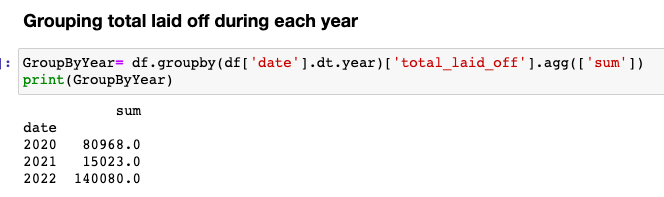 Grouping total laid off during each year
]: GroupByYear= df.groupby(df['date'].dt.year)['total_laid_off'].agg(['sum'])
print(GroupByYear)
sum
date
2020 80968.0
2021 15023.0
2022 140080.0